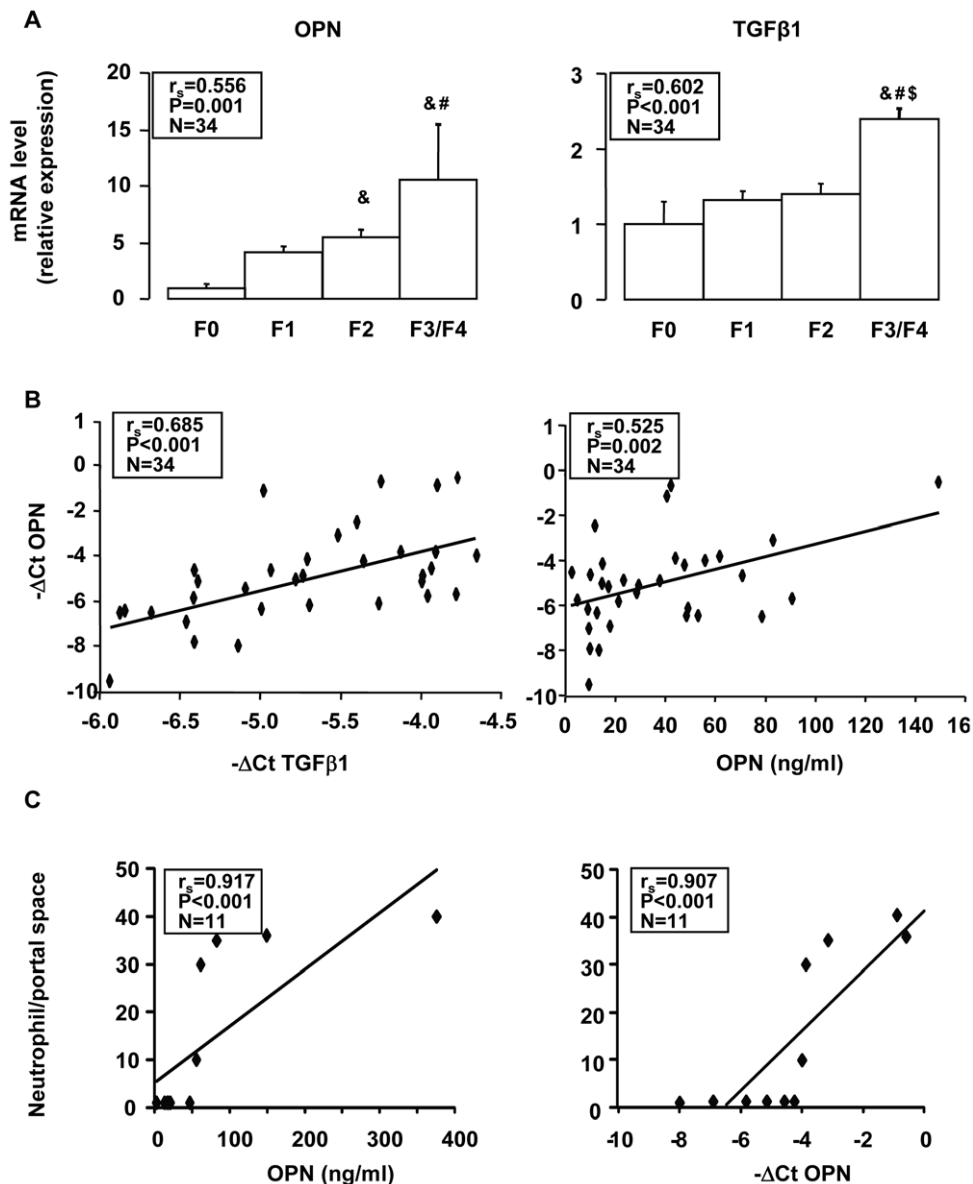 A
OPN
TGFβ1
mRNA level
(relative expression)
20
15
10
5
0
rs=0.556
P=0.001
N=34
&
&#
F0 F1 F2 F3/F4
3
2
1
0
rs=0.602
P<0.001
N=34
&#$
F0 F1 F2 F3/F4
B
-ΔCt OPN
1
0
-2
-4
-6
-8
-10
rs=0.685
P<0.001
N=34
-6.0 -6.5 -5.0 -5.5 -4.0 -4.5
-ΔCt TGFβ1
1
0
-2
-4
-6
-8
-10
rs=0.525
P=0.002
N=34
0 20 40 60 80 100 120 140 16
OPN (ng/ml)
C
Neutrophil/portal space
50
40
30
20
10
0
rs=0.917
P<0.001
N=11
0 100 200 300 400
OPN (ng/ml)
50
40
30
20
10
0
rs=0.907
P<0.001
N=11
-10 -8 -6 -4 -2 0
-ΔCt OPN